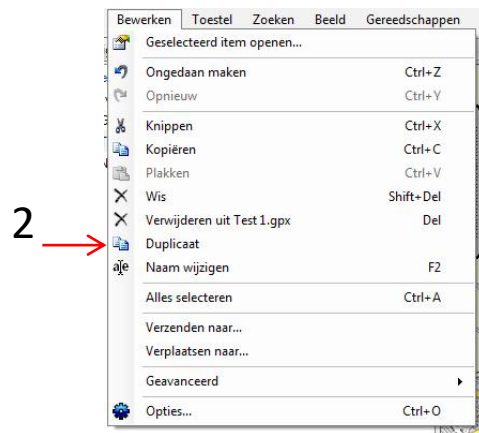 Bewerken Toestel Zoeken Beeld Gereedschappen
Geselecteerd item openen...
Ongedaan maken Ctrl+Z
Opnieuw Ctrl+Y
Knippen Ctrl+X
Kopiëren Ctrl+C
Plakken Ctrl+V
Wis Shift+Del
Verwijderen uit Test 1.gpx Del
2 Duplicaat
a|e Naam wijzigen F2
Alles selecteren Ctrl+A
Verzenden naar...
Verplaatsen naar...
Geavanceerd
Opties... Ctrl+O